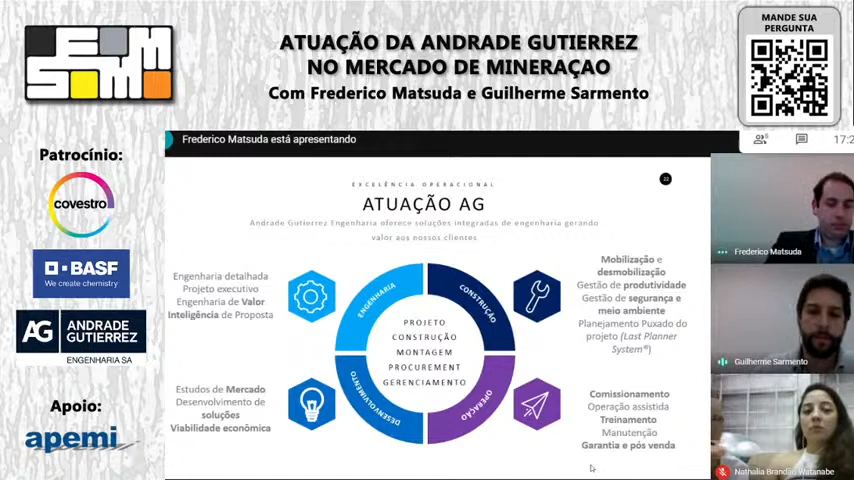 SEMM
SOMOS
ATUAÇÃO DA ANDRADE GUTIERREZ
NO MERCADO DE MINERAÇAO
Com Frederico Matsuda e Guilherme Sarmento
MANDE SUA
PERGUNTA
Patrocínio:
covestro
BASF
We create chemistry
AG ANDRADE
GUTIERREZ
ENGENHARIA SA
Apoio:
apemi
Frederico Matsuda está apresentando
17:2
22
EXCELÊNCIA OPERACIONAL
ATUAÇÃO AG
Andrade Gutierrez Engenharia oferece soluções integradas de engenharia gerando
valor aos nossos clientes
Engenharia detalhada
Projeto executivo
Engenharia de Valor
Inteligência de Proposta
Estudos de Mercado
Desenvolvimento de
soluções
Viabilidade econômica
ENGENHARIA
CONSTRUÇÃO
DESENVOLVIMENTO
OPERAÇÃO
PROJETO
CONSTRUÇÃO
MONTAGEM
PROCUREMENT
GERENCIAMENTO
Mobilização e
desmobilização
Gestão de produtividade
Gestão de segurança e
meio ambiente
Planejamento Puxado do
projeto (Last Planner
System®)
Comissionamento
Operação assistida
Treinamento
Manutenção
Garantia e pós venda
Frederico Matsuda
Guilherme Sarmento
Nathalia Brandão Watanabe